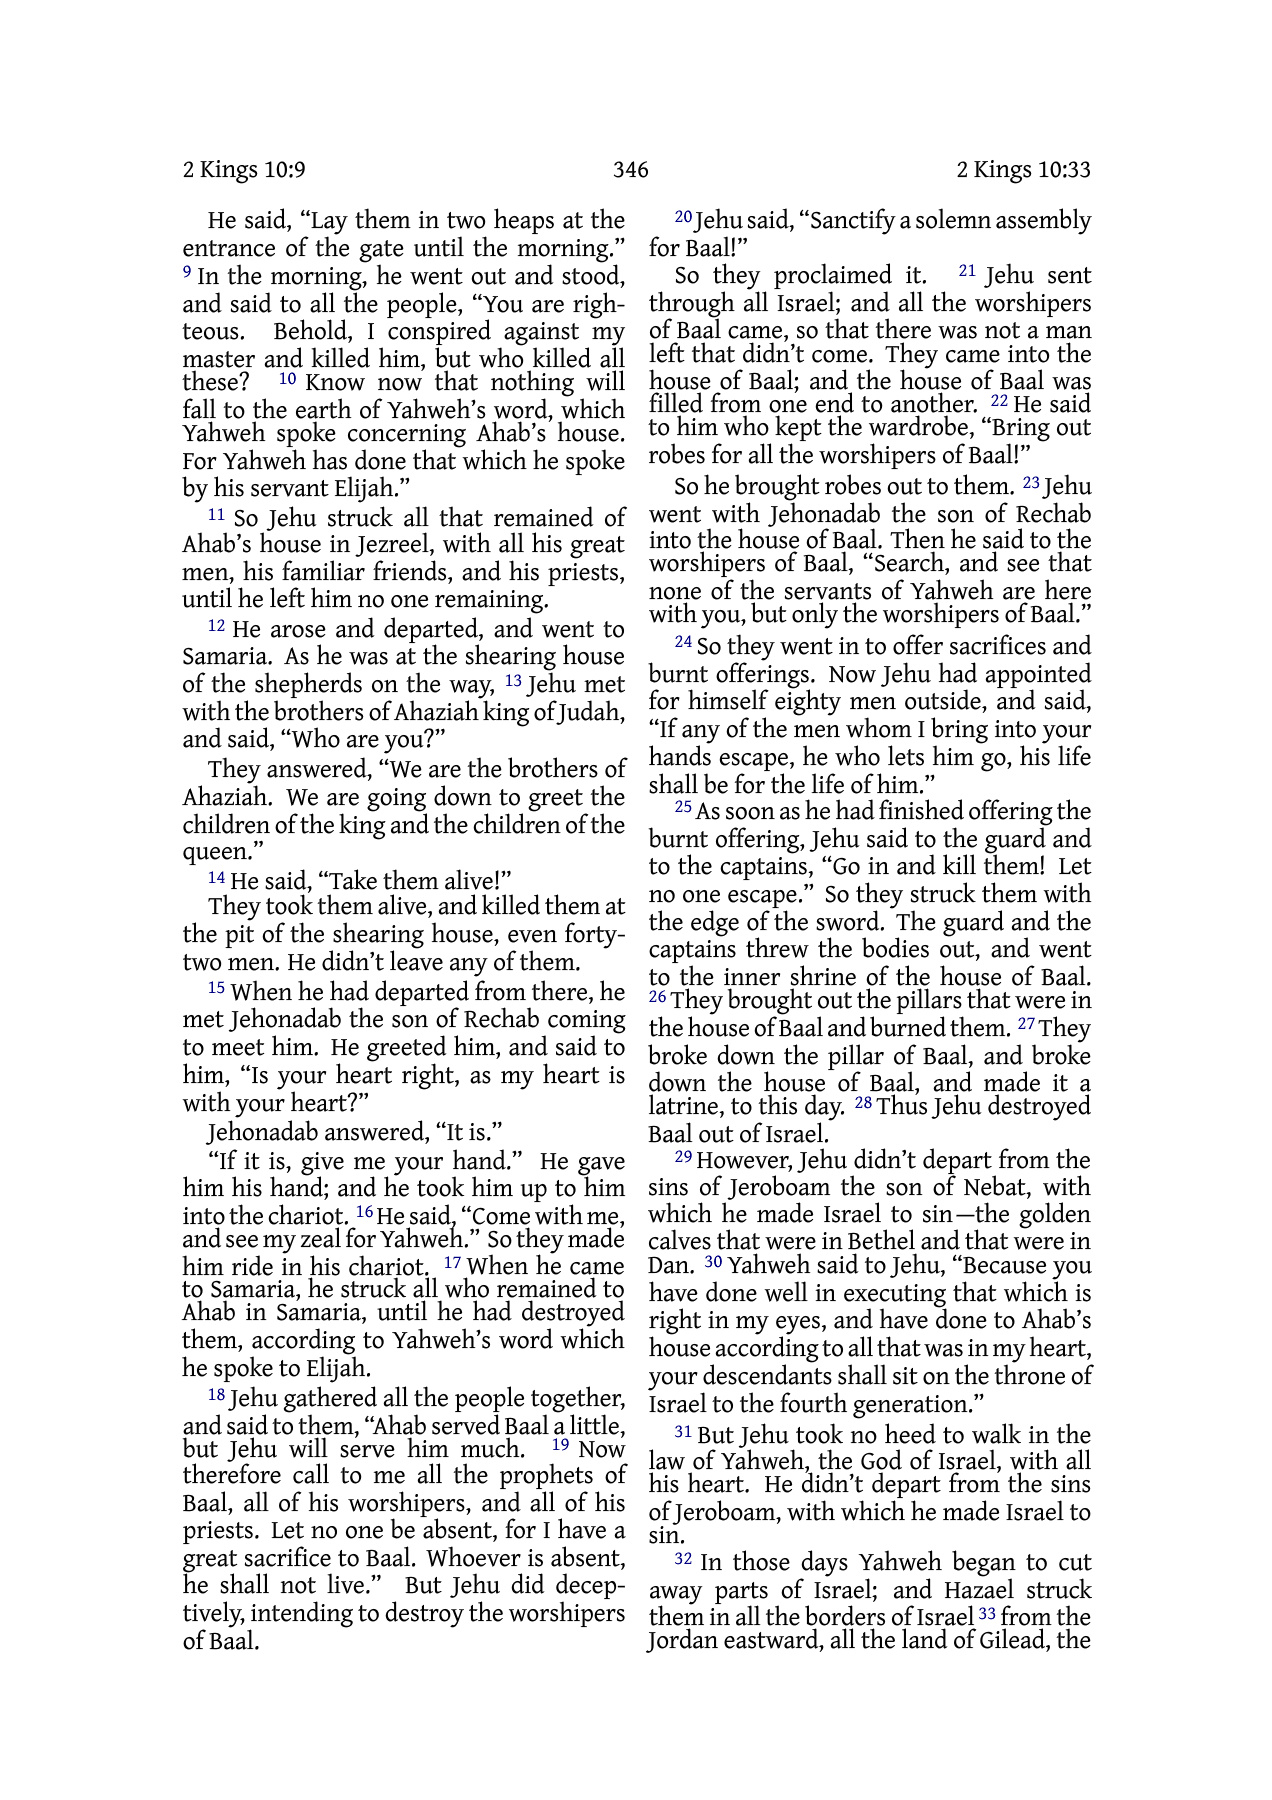 2 Kings 10:9
346
2 Kings 10:33
He said, “Lay them in two heaps at the
entrance of the gate until the morning.”
9 In the morning, he went out and stood,
and said to all the people, “You are righ-
teous. Behold, I conspired against my
master and killed him, but who killed all
these? 10 Know now that nothing will
fall to the earth of Yahweh’s word, which
Yahweh spoke concerning Ahab’s house.
For Yahweh has done that which he spoke
by his servant Elijah.”
11 So Jehu struck all that remained of
Ahab’s house in Jezreel, with all his great
men, his familiar friends, and his priests,
until he left him no one remaining.
12 He arose and departed, and went to
Samaria. As he was at the shearing house
of the shepherds on the way, 13 Jehu met
with the brothers of Ahaziah king of Judah,
and said, “Who are you?”
They answered, “We are the brothers of
Ahaziah. We are going down to greet the
children of the king and the children of the
queen.”
14 He said, “Take them alive!”
They took them alive, and killed them at
the pit of the shearing house, even forty-
two men. He didn’t leave any of them.
15 When he had departed from there, he
met Jehonadab the son of Rechab coming
to meet him. He greeted him, and said to
him, “Is your heart right, as my heart is
with your heart?”
Jehonadab answered, “It is.”
“If it is, give me your hand.” He gave
him his hand; and he took him up to him
into the chariot. 16 He said, “Come with me,
and see my zeal for Yahweh.” So they made
him ride in his chariot. 17 When he came
to Samaria, he struck all who remained to
Ahab in Samaria, until he had destroyed
them, according to Yahweh’s word which
he spoke to Elijah.
18 Jehu gathered all the people together,
and said to them, “Ahab served Baal a little,
but Jehu will serve him much. 19 Now
therefore call to me all the prophets of
Baal, all of his worshipers, and all of his
priests. Let no one be absent, for I have a
great sacrifice to Baal. Whoever is absent,
he shall not live.” But Jehu did decep-
tively, intending to destroy the worshipers
of Baal.
20 Jehu said, “Sanctify a solemn assembly
for Baal!”
So they proclaimed it. 21 Jehu sent
through all Israel; and all the worshipers
of Baal came, so that there was not a man
left that didn’t come. They came into the
house of Baal; and the house of Baal was
filled from one end to another. 22 He said
to him who kept the wardrobe, “Bring out
robes for all the worshipers of Baal!”
So he brought robes out to them. 23 Jehu
went with Jehonadab the son of Rechab
into the house of Baal. Then he said to the
worshipers of Baal, “Search, and see that
none of the servants of Yahweh are here
with you, but only the worshipers of Baal.”
24 So they went in to offer sacrifices and
burnt offerings. Now Jehu had appointed
for himself eighty men outside, and said,
“If any of the men whom I bring into your
hands escape, he who lets him go, his life
shall be for the life of him.”
25 As soon as he had finished offering the
burnt offering, Jehu said to the guard and
to the captains, “Go in and kill them! Let
no one escape.” So they struck them with
the edge of the sword. The guard and the
captains threw the bodies out, and went
to the inner shrine of the house of Baal.
26 They brought out the pillars that were in
the house of Baal and burned them. 27 They
broke down the pillar of Baal, and broke
down the house of Baal, and made it a
latrine, to this day. 28 Thus Jehu destroyed
Baal out of Israel.
29 However, Jehu didn’t depart from the
sins of Jeroboam the son of Nebat, with
which he made Israel to sin—the golden
calves that were in Bethel and that were in
Dan. 30 Yahweh said to Jehu, “Because you
have done well in executing that which is
right in my eyes, and have done to Ahab’s
house according to all that was in my heart,
your descendants shall sit on the throne of
Israel to the fourth generation.”
31 But Jehu took no heed to walk in the
law of Yahweh, the God of Israel, with all
his heart. He didn’t depart from the sins
of Jeroboam, with which he made Israel to
sin.
32 In those days Yahweh began to cut
away parts of Israel; and Hazael struck
them in all the borders of Israel 33 from the
Jordan eastward, all the land of Gilead, the